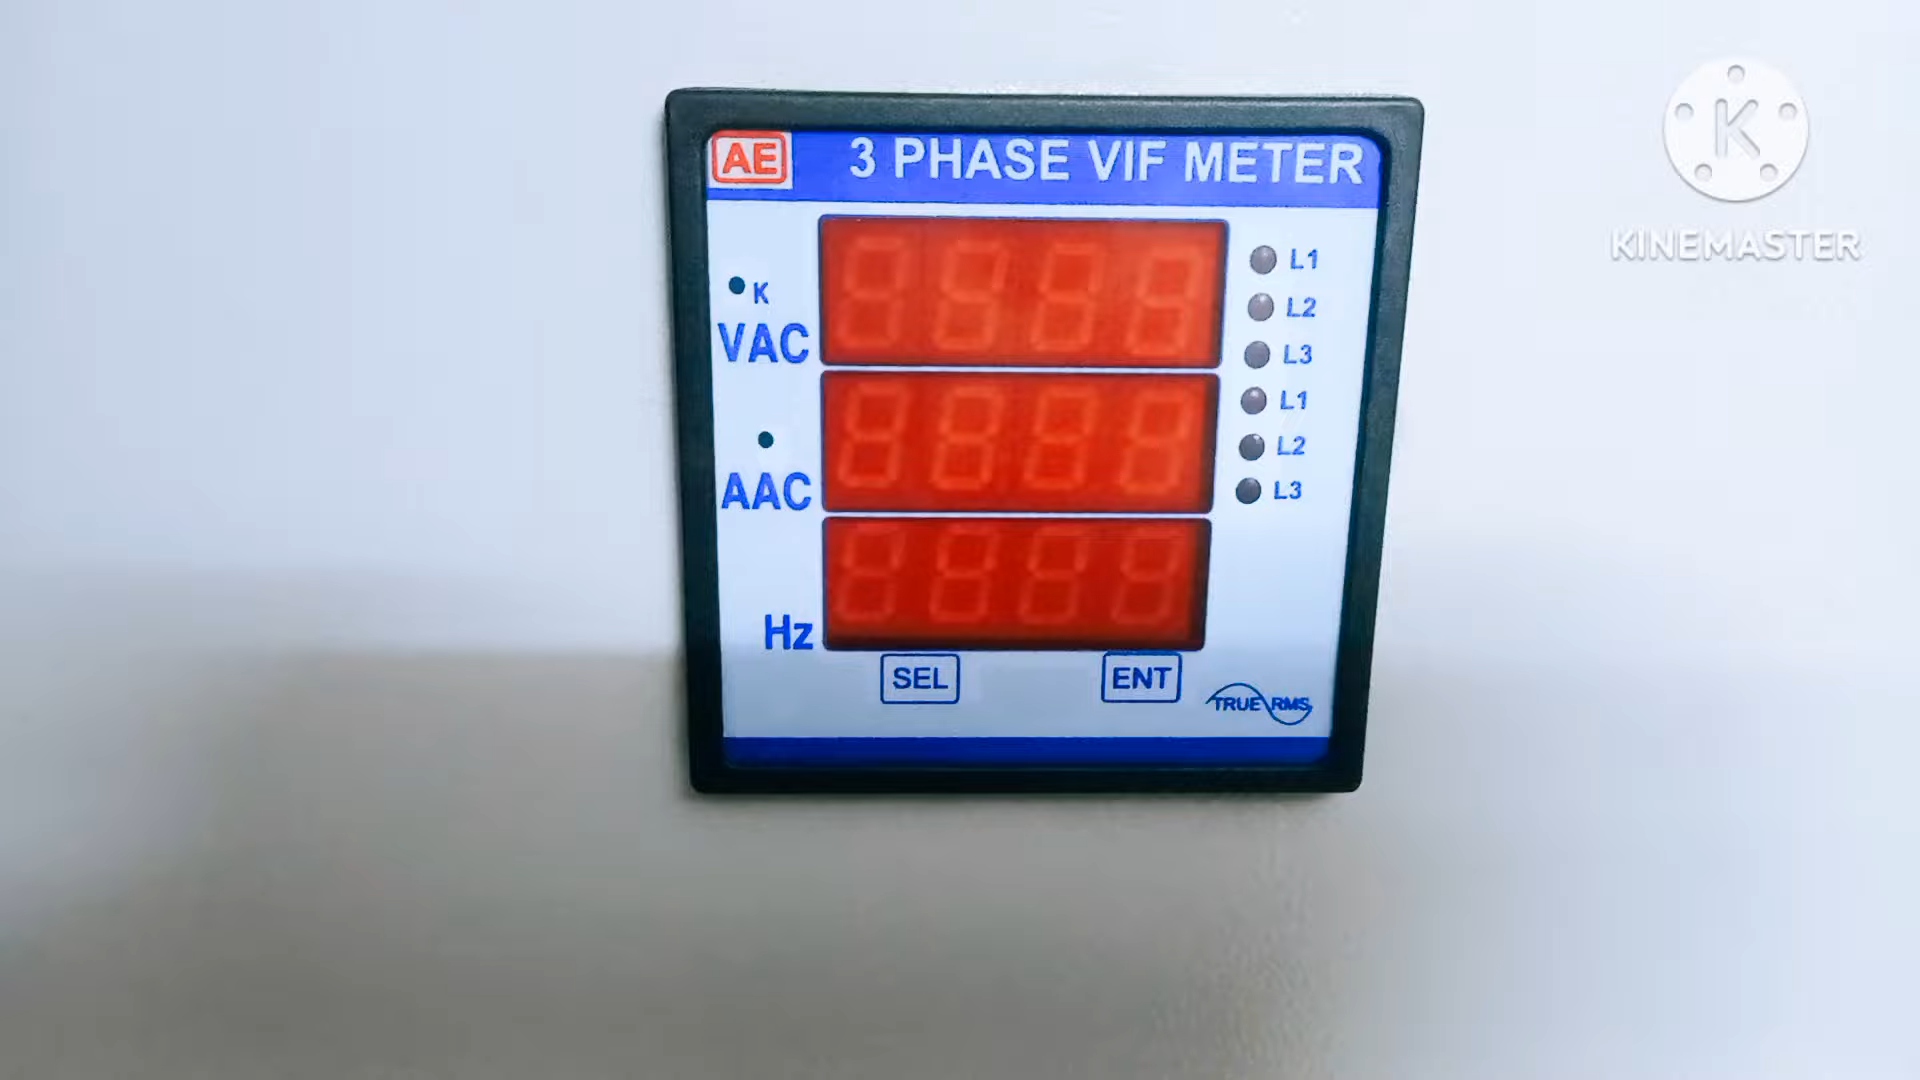 AE 3 PHASE VIF METER
K
VAC
AAC
Hz
L1
L2
L3
L1
L2
L3
SEL ENT
TRUE RMS
KINEMASTER